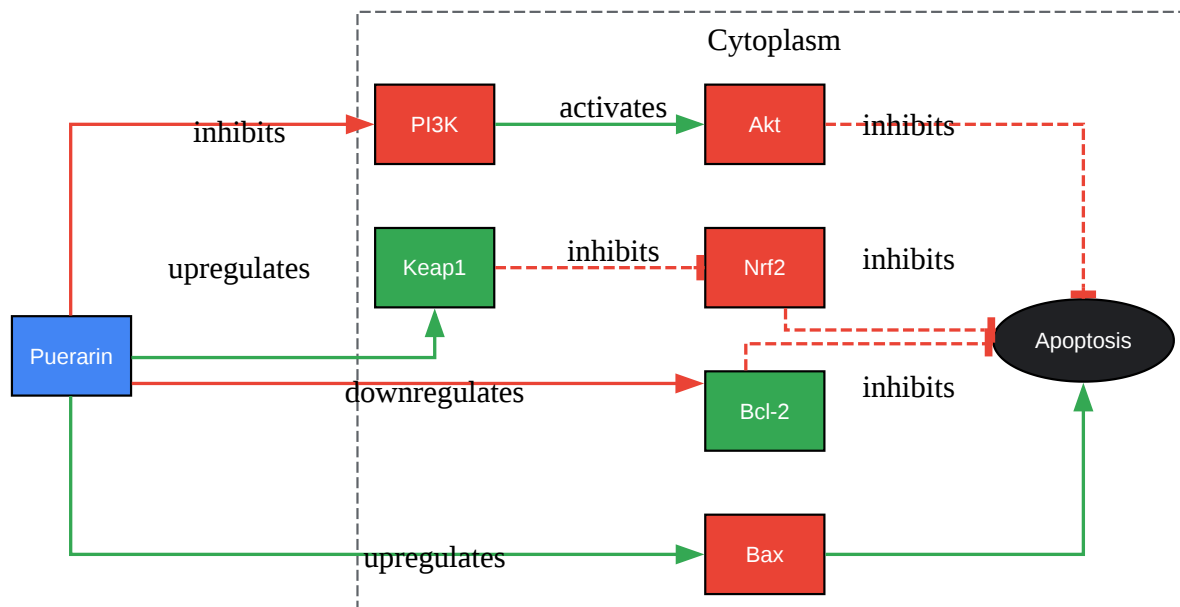 Cytoplasm
inhibits
PI3K
activates
Akt
inhibits
upregulates
Keap1
inhibits
Nrf2
inhibits
Puerarin
Apoptosis
downregulates
Bcl-2
inhibits
upregulates
Bax